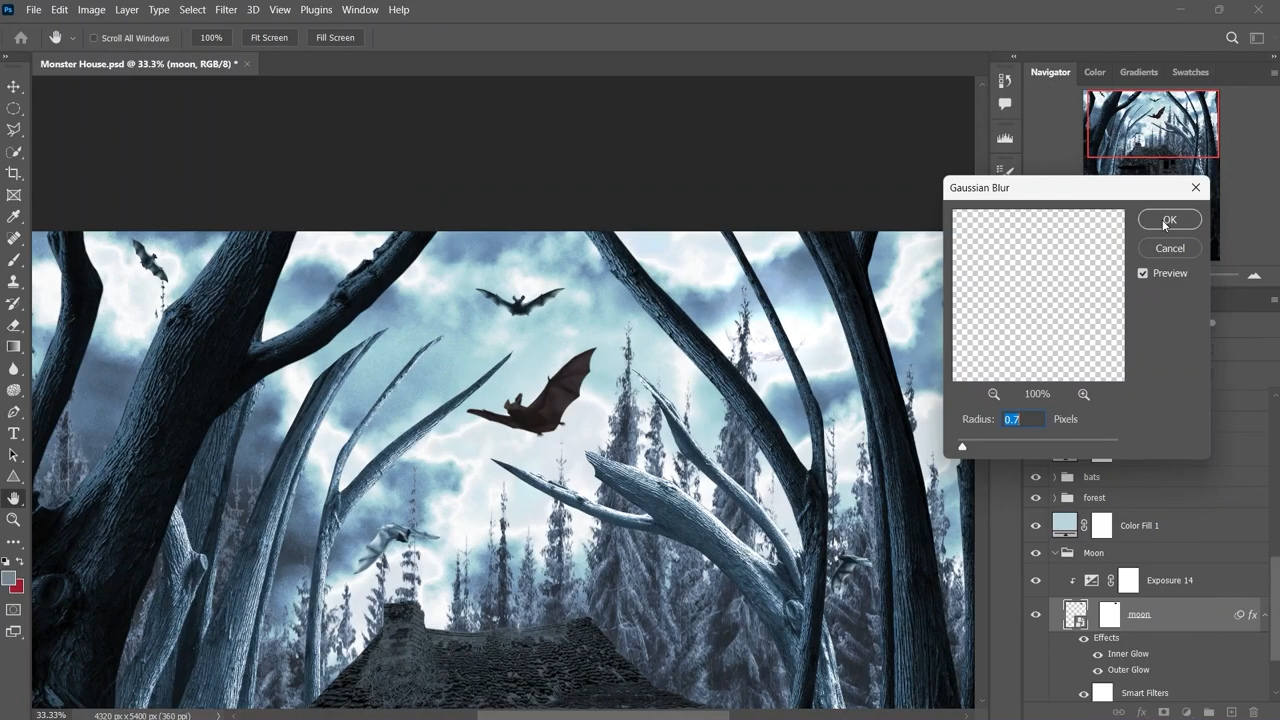 Ps File Edit Image Layer Type Select Filter 3D View Plugins Window Help
Scroll All Windows 100% Fit Screen Fill Screen
Monster House.psd @ 33.3% (moon, RGB/8) * ×
Navigator Color Gradients Swatches
Gaussian Blur
OK
Cancel
Preview
100%
Radius: 0.7 Pixels
bats
forest
Color Fill 1
Moon
Exposure 14
moon fx
Effects
Inner Glow
Outer Glow
Smart Filters
33.33% 4320 px x 5400 px (360 ppi)
fx